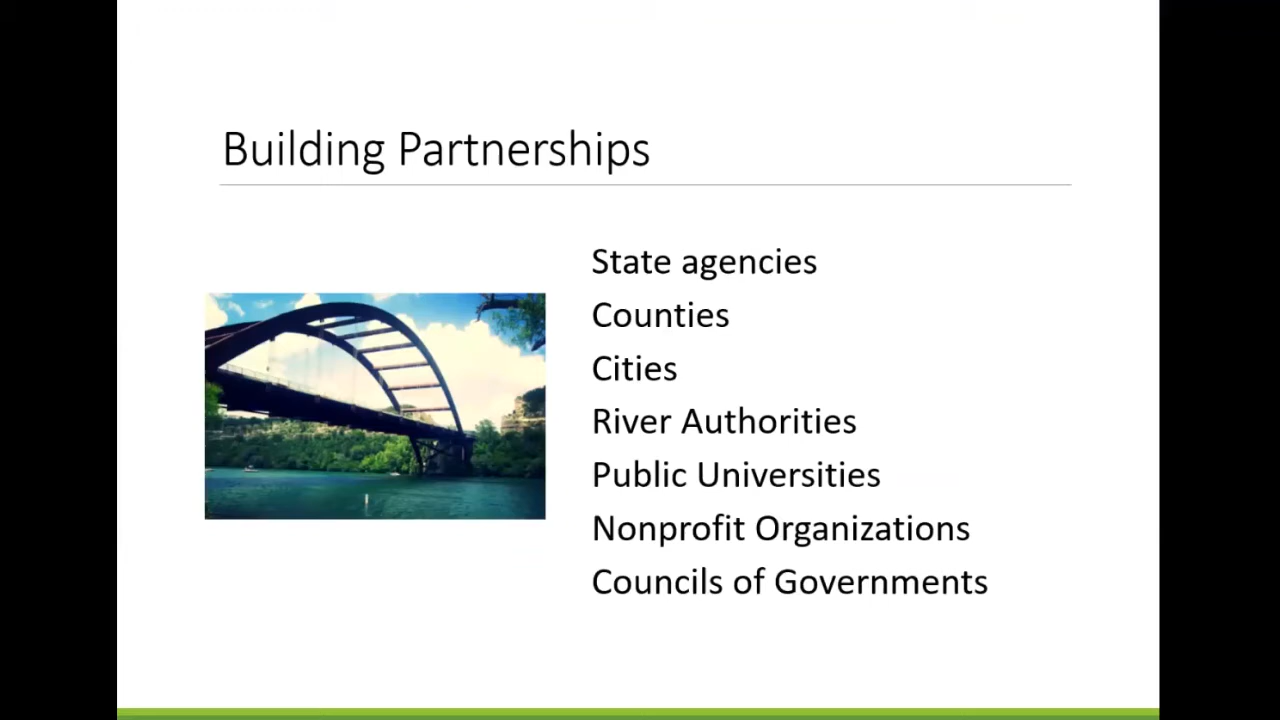 Building Partnerships
State agencies
Counties
Cities
River Authorities
Public Universities
Nonprofit Organizations
Councils of Governments